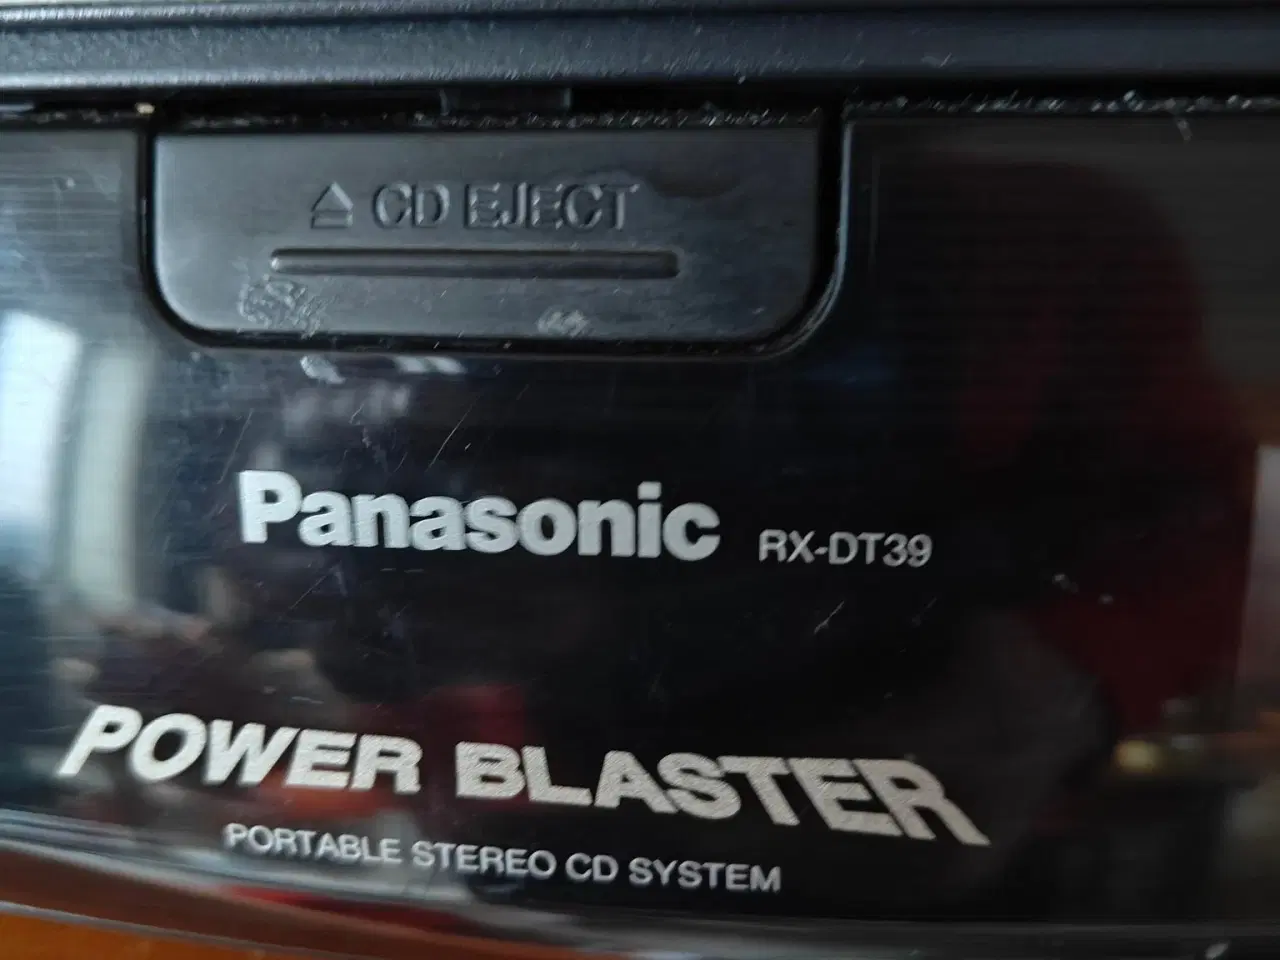 CD EJECT
Panasonic RX-DT39
POWER BLASTER
PORTABLE STEREO CD SYSTEM